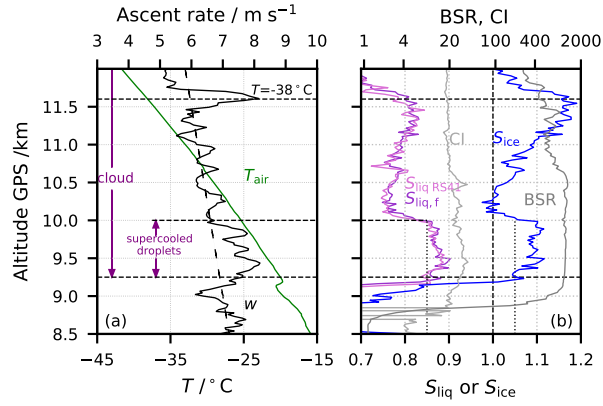 Ascent rate / m s⁻¹
3 4 5 6 7 8 9 10
BSR, CI
1 4 20 100 400 2000
Altitude GPS /km
11.5
11.0
10.5
10.0
9.5
9.0
8.5
T=-38°C
cloud
T_air
supercooled
droplets
w
(a)
−45 −35 −25 −15
T / °C
CI
S_ice
S_liq RS41
S_liq, f
BSR
(b)
0.7 0.8 0.9 1.0 1.1 1.2
S_liq or S_ice